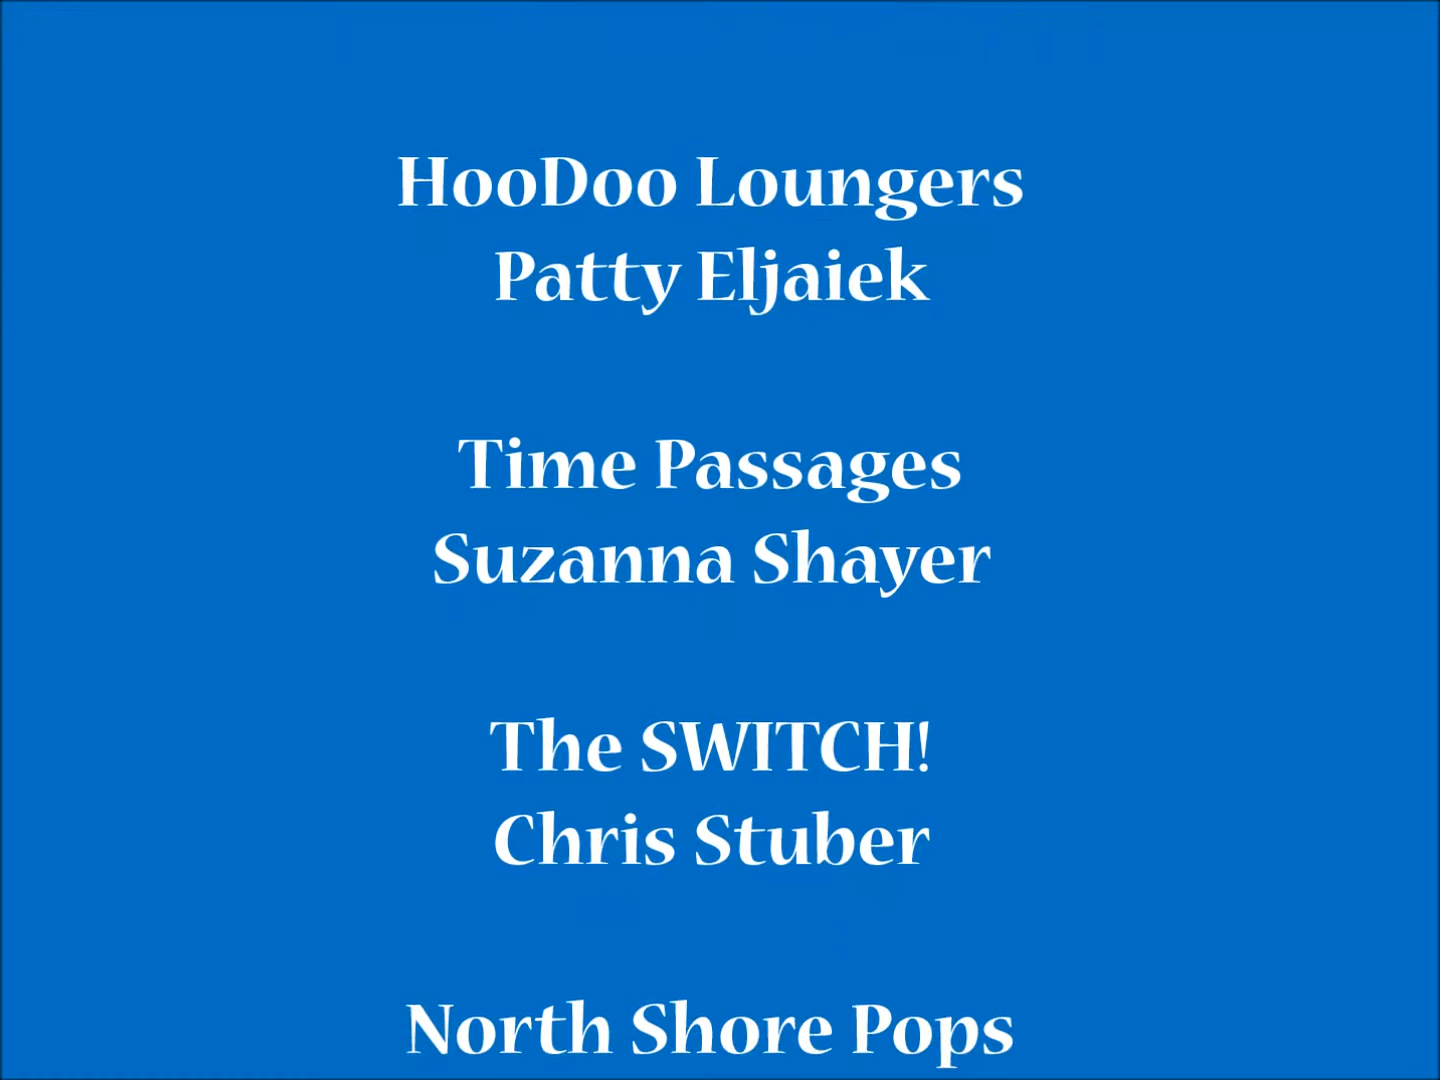 HooDoo Loungers
Patty Eljaiek
Time Passages
Suzanna Shayer
The SWITCH!
Chris Stuber
North Shore Pops